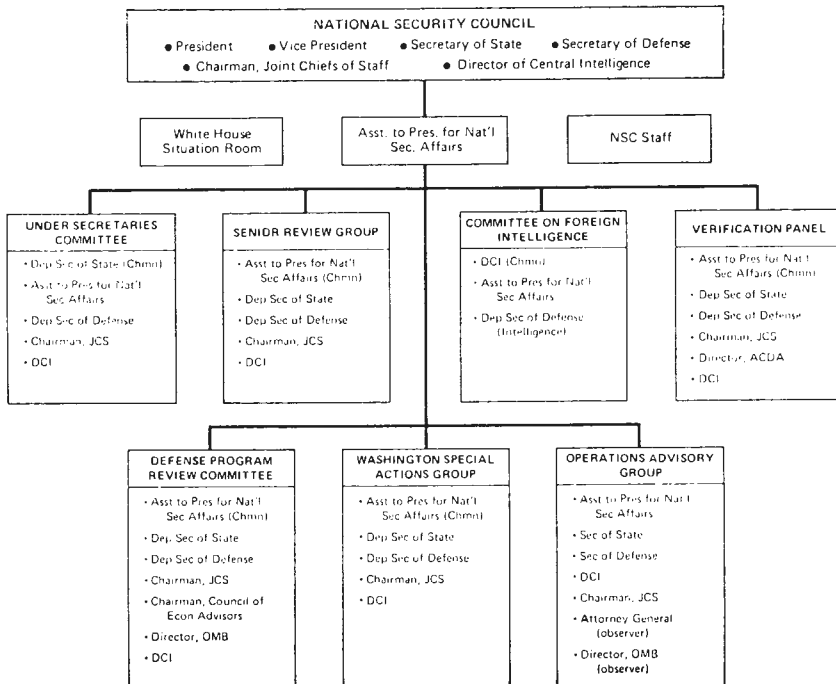 NATIONAL SECURITY COUNCIL
● President ● Vice President ● Secretary of State ● Secretary of Defense
● Chairman, Joint Chiefs of Staff ● Director of Central Intelligence
White House
Situation Room
Asst. to Pres. for Nat'l
Sec. Affairs
NSC Staff
UNDER SECRETARIES
COMMITTEE
• Dep Sec of State (Chmn)
• Asst to Pres for Nat'l
Sec Affairs
• Dep Sec of Defense
• Chairman, JCS
• DCI
SENIOR REVIEW GROUP
• Asst to Pres for Nat'l
Sec Affairs (Chmn)
• Dep Sec of State
• Dep Sec of Defense
• Chairman, JCS
• DCI
COMMITTEE ON FOREIGN
INTELLIGENCE
• DCI (Chmn)
• Asst to Pres for Nat'l
Sec Affairs
• Dep Sec of Defense
(Intelligence)
VERIFICATION PANEL
• Asst to Pres for Nat'l
Sec Affairs (Chmn)
• Dep Sec of State
• Dep Sec of Defense
• Chairman, JCS
• Director, ACDA
• DCI
DEFENSE PROGRAM
REVIEW COMMITTEE
• Asst to Pres for Nat'l
Sec Affairs (Chmn)
• Dep Sec of State
• Dep Sec of Defense
• Chairman, JCS
• Chairman, Council of
Econ Advisors
• Director, OMB
• DCI
WASHINGTON SPECIAL
ACTIONS GROUP
• Asst to Pres for Nat'l
Sec Affairs (Chmn)
• Dep Sec of State
• Dep Sec of Defense
• Chairman, JCS
• DCI
OPERATIONS ADVISORY
GROUP
• Asst to Pres for Nat'l
Sec Affairs
• Sec of State
• Sec of Defense
• DCI
• Chairman, JCS
• Attorney General
(observer)
• Director, OMB
(observer)